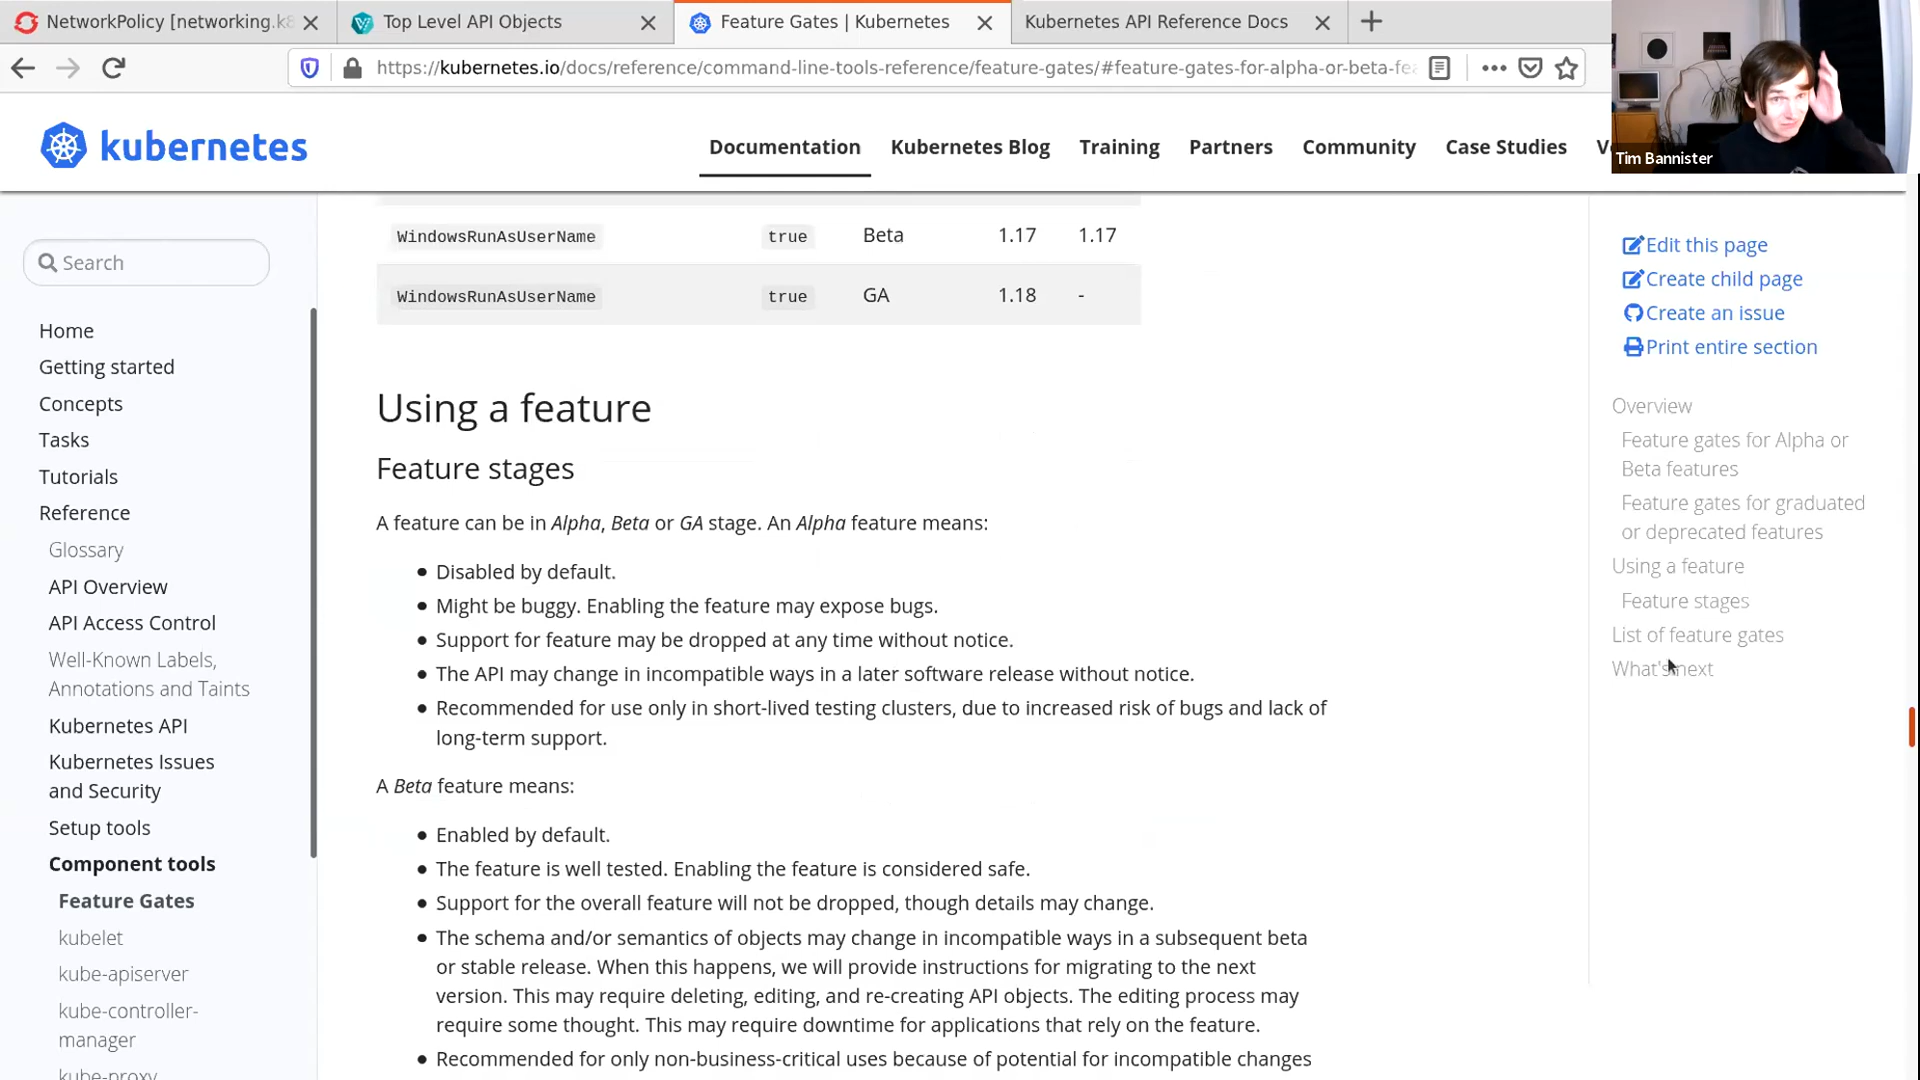 NetworkPolicy [networking.k8
Top Level API Objects
Feature Gates | Kubernetes
Kubernetes API Reference Docs
https://kubernetes.io/docs/reference/command-line-tools-reference/feature-gates/#feature-gates-for-alpha-or-beta-fea
kubernetes
Documentation
Kubernetes Blog
Training
Partners
Community
Case Studies
Tim Bannister
Search
Home
Getting started
Concepts
Tasks
Tutorials
Reference
Glossary
API Overview
API Access Control
Well-Known Labels,
Annotations and Taints
Kubernetes API
Kubernetes Issues
and Security
Setup tools
Component tools
Feature Gates
kubelet
kube-apiserver
kube-controller-
manager
kube-proxy
WindowsRunAsUserName true Beta 1.17 1.17
WindowsRunAsUserName true GA 1.18 -
Using a feature
Feature stages
A feature can be in Alpha, Beta or GA stage. An Alpha feature means:
• Disabled by default.
• Might be buggy. Enabling the feature may expose bugs.
• Support for feature may be dropped at any time without notice.
• The API may change in incompatible ways in a later software release without notice.
• Recommended for use only in short-lived testing clusters, due to increased risk of bugs and lack of
long-term support.
A Beta feature means:
• Enabled by default.
• The feature is well tested. Enabling the feature is considered safe.
• Support for the overall feature will not be dropped, though details may change.
• The schema and/or semantics of objects may change in incompatible ways in a subsequent beta
or stable release. When this happens, we will provide instructions for migrating to the next
version. This may require deleting, editing, and re-creating API objects. The editing process may
require some thought. This may require downtime for applications that rely on the feature.
• Recommended for only non-business-critical uses because of potential for incompatible changes
Edit this page
Create child page
Create an issue
Print entire section
Overview
Feature gates for Alpha or
Beta features
Feature gates for graduated
or deprecated features
Using a feature
Feature stages
List of feature gates
What's next